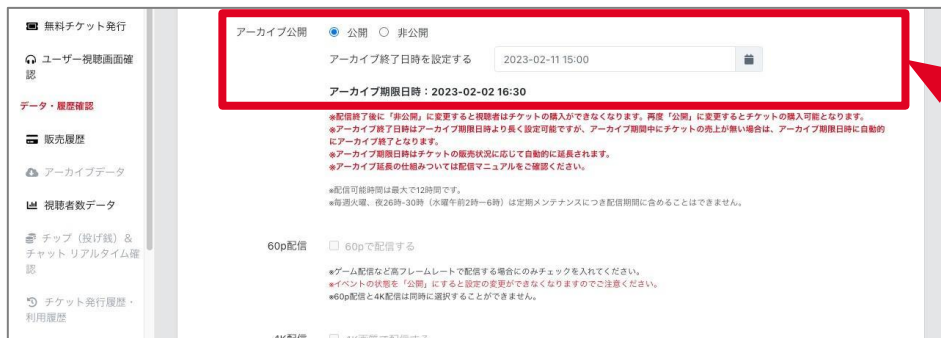 無料チケット発行
ユーザー視聴画面確
認
データ・履歴確認
販売履歴
アーカイブデータ
視聴者数データ
チップ（投げ銭）＆
チャット リアルタイム確
認
チケット発行履歴・
利用履歴
アーカイブ公開 公開 非公開
アーカイブ終了日時を設定する 2023-02-11 15:00
アーカイブ期限日時：2023-02-02 16:30
※配信終了後に「非公開」に変更すると視聴者はチケットの購入ができなくなります。再度「公開」に変更するとチケットの購入可能となります。
※アーカイブ終了日時はアーカイブ期限日時より長く設定可能ですが、アーカイブ期間中にチケットの売上が無い場合は、アーカイブ期限日時に自動的
にアーカイブ終了となります。
※アーカイブ期限日時はチケットの販売状況に応じて自動的に延長されます。
※アーカイブ延長の仕組みついては配信マニュアルをご確認ください。
※配信可能時間は最大で12時間です。
※毎週火曜、夜26時-30時（水曜午前2時ー6時）は定期メンテナンスにつき配信期間に含めることはできません。
60p配信 60pで配信する
※ゲーム配信など高フレームレートで配信する場合にのみチェックを入れてください。
※イベントの状態を「公開」にすると設定の変更ができなくなりますのでご注意ください。
※60p配信と4K配信は同時に選択することができません。
4K配信 4K画質で配信する